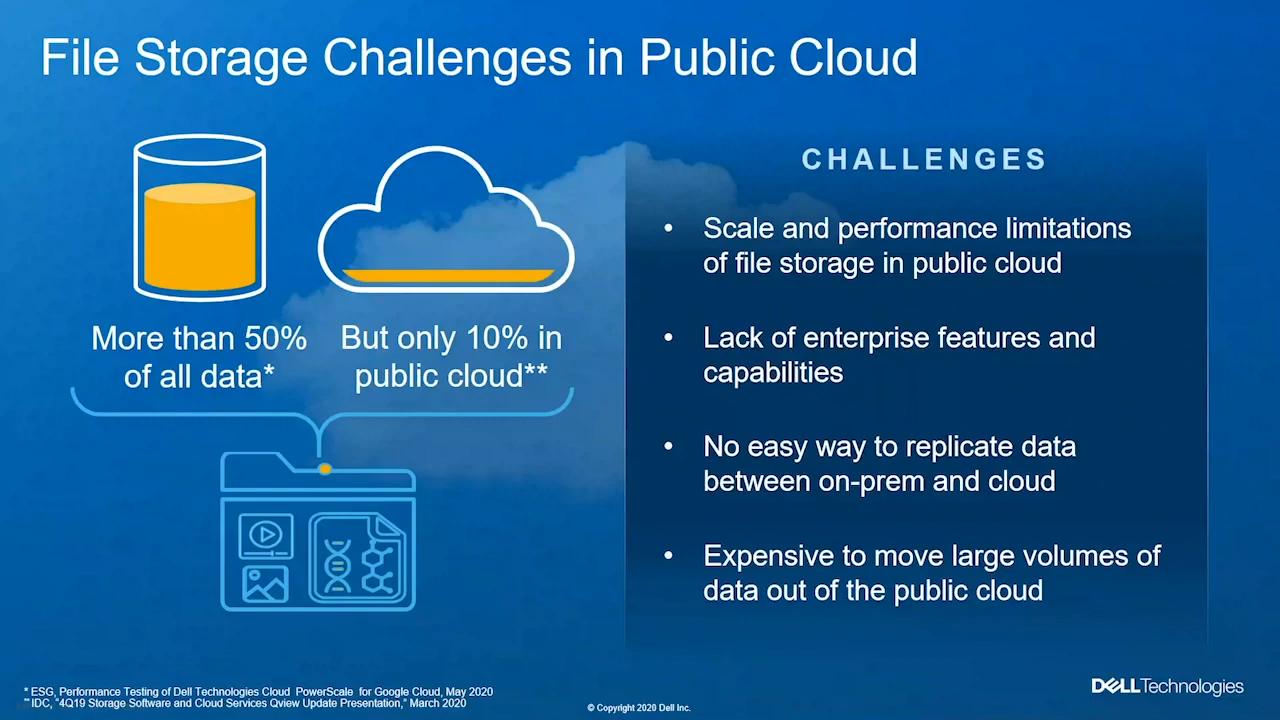 File Storage Challenges in Public Cloud
More than 50%
of all data*
But only 10% in
public cloud**
CHALLENGES
• Scale and performance limitations
of file storage in public cloud
• Lack of enterprise features and
capabilities
• No easy way to replicate data
between on-prem and cloud
• Expensive to move large volumes of
data out of the public cloud
* ESG, Performance Testing of Dell Technologies Cloud PowerScale for Google Cloud, May 2020
** IDC, "4Q19 Storage Software and Cloud Services Qview Update Presentation," March 2020
© Copyright 2020 Dell Inc.
DELLTechnologies